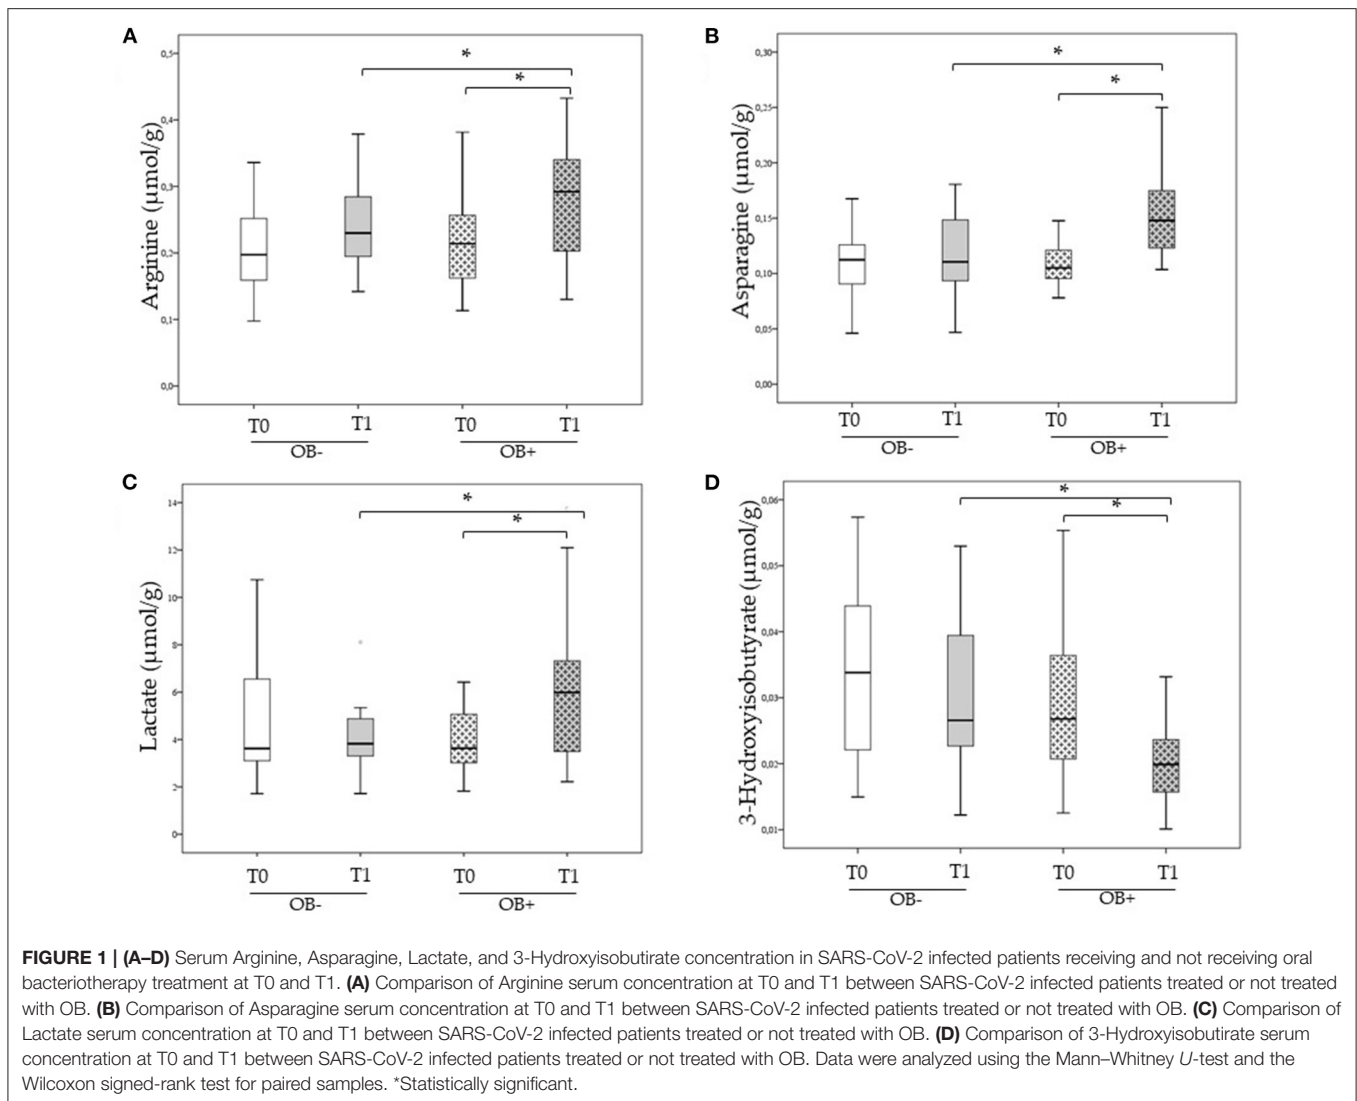 A
0,5
0,4
0,3
0,2
0,1
0,0
Arginine (µmol/g)
*
*
T0 T1 T0 T1
OB- OB+
B
0,30
0,25
0,20
0,15
0,10
0,05
0,00
Asparagine (µmol/g)
*
*
T0 T1 T0 T1
OB- OB+
C
14
12
10
8
6
4
2
0
Lactate (µmol/g)
*
*
T0 T1 T0 T1
OB- OB+
D
0,06
0,05
0,04
0,03
0,02
0,01
3-Hydroxyisobutyrate (µmol/g)
*
*
T0 T1 T0 T1
OB- OB+
FIGURE 1 | (A–D) Serum Arginine, Asparagine, Lactate, and 3-Hydroxyisobutirate concentration in SARS-CoV-2 infected patients receiving and not receiving oral
bacteriotherapy treatment at T0 and T1. (A) Comparison of Arginine serum concentration at T0 and T1 between SARS-CoV-2 infected patients treated or not treated
with OB. (B) Comparison of Asparagine serum concentration at T0 and T1 between SARS-CoV-2 infected patients treated or not treated with OB. (C) Comparison of
Lactate serum concentration at T0 and T1 between SARS-CoV-2 infected patients treated or not treated with OB. (D) Comparison of 3-Hydroxyisobutirate serum
concentration at T0 and T1 between SARS-CoV-2 infected patients treated or not treated with OB. Data were analyzed using the Mann–Whitney U-test and the
Wilcoxon signed-rank test for paired samples. *Statistically significant.